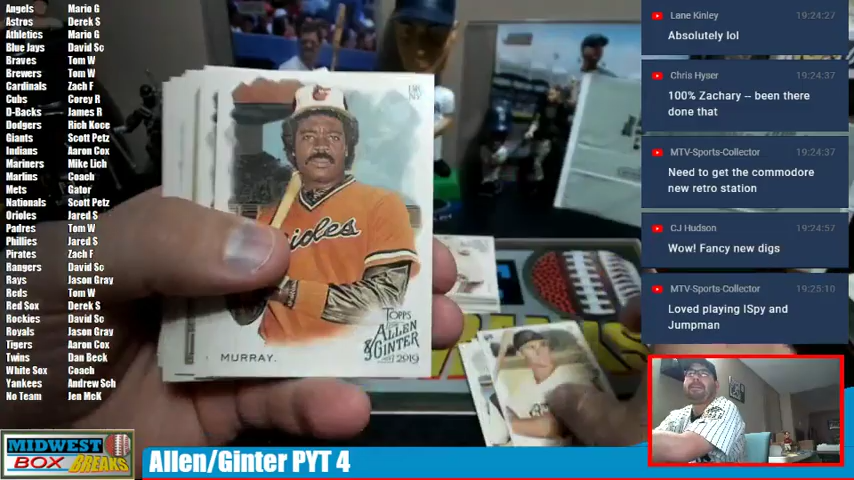 Angels Mario G
Astros Derek S
Athletics Mario G
Blue Jays David Sc
Braves Tom W
Brewers Tom W
Cardinals Zach F
Cubs Corey R
D-Backs James R
Dodgers Rich Koce
Giants Scott Petz
Indians Aaron Cox
Mariners Mike Lich
Marlins Coach
Mets Gator
Nationals Scott Petz
Orioles Jared S
Padres Tom W
Phillies Jared S
Pirates Zach F
Rangers David Sc
Rays Jason Gray
Reds Tom W
Red Sox Derek S
Rockies David Sc
Royals Jason Gray
Tigers Aaron Cox
Twins Dan Beck
White Sox Coach
Yankees Andrew Sch
No Team Jen McK
Orioles
TOPPS
ALLEN
& GINTER
2019
MURRAY.
Lane Kinley 19:24:27
Absolutely lol
Chris Hyser 19:24:37
100% Zachary -- been there
done that
MTV-Sports-Collector 19:24:37
Need to get the commodore
new retro station
CJ Hudson 19:24:57
Wow! Fancy new digs
MTV-Sports-Collector 19:25:10
Loved playing ISpy and
Jumpman
MIDWEST
BOX BREAKS
Allen/Ginter PYT 4